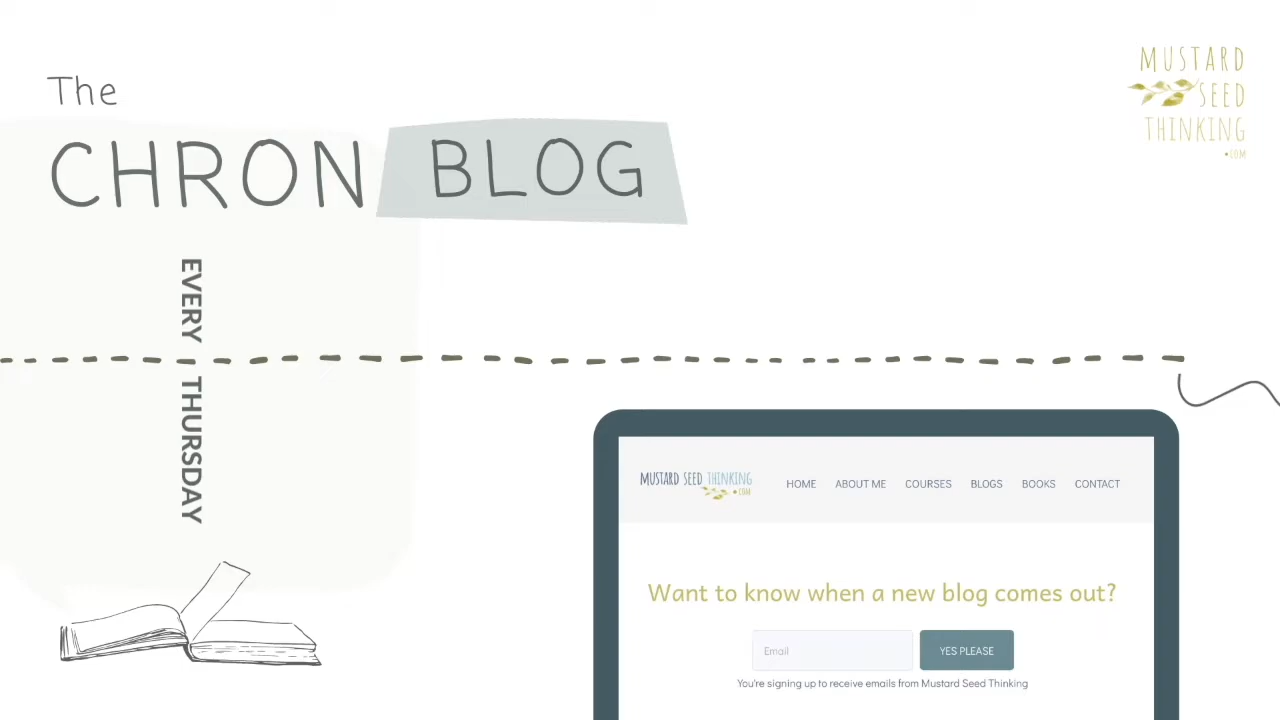 The
CHRON BLOG
MUSTARD
SEED
THINKING
.COM
EVERY THURSDAY
MUSTARD SEED THINKING
.COM
HOME ABOUT ME COURSES BLOGS BOOKS CONTACT
Want to know when a new blog comes out?
Email YES PLEASE
You're signing up to receive emails from Mustard Seed Thinking